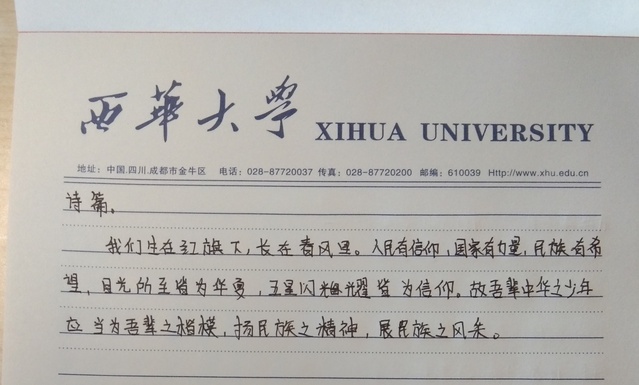 西華大學 XIHUA UNIVERSITY
地址：中国.四川.成都市金牛区 电话：028-87720037 传真：028-87720200 邮编：610039 Http://www.xhu.edu.cn
诗篇。
我们生在红旗下，长在春风里。人民有信仰，国家有力量，民族有希
望，目光所至皆为华夏，五星闪耀皆为信仰。故吾辈中华之少年
应当为吾辈之楷模，扬民族之精神，展民族之风采。